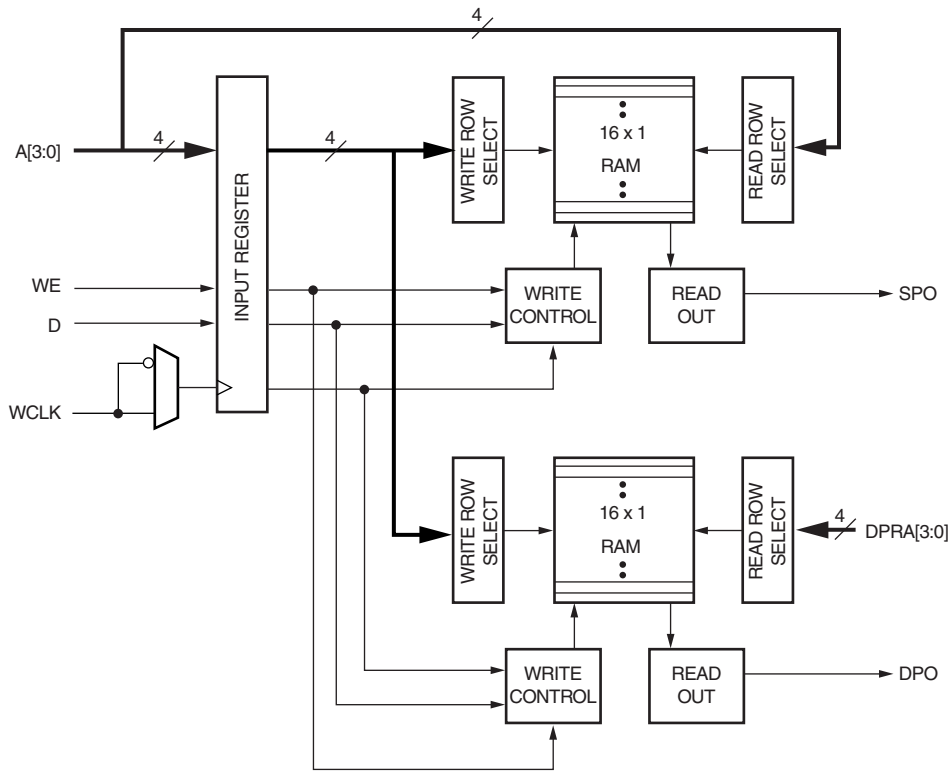 4
4
4
A[3:0]
INPUT REGISTER
WRITE ROW
SELECT
16 x 1
RAM
READ ROW
SELECT
WE
D
WCLK
WRITE
CONTROL
READ
OUT
SPO
WRITE ROW
SELECT
16 x 1
RAM
READ ROW
SELECT
4
DPRA[3:0]
WRITE
CONTROL
READ
OUT
DPO